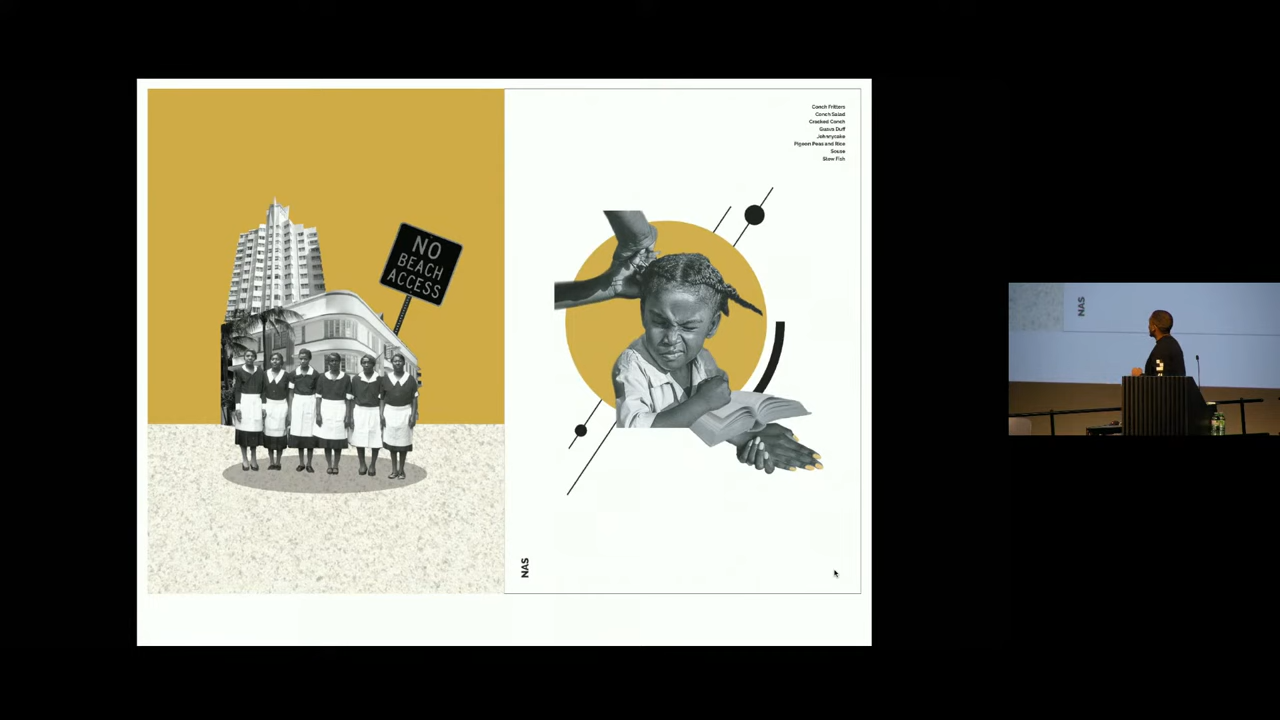 NO
BEACH
ACCESS
Conch Fritters
Conch Salad
Cracked Conch
Guava Duff
Johnnycake
Pigeon Peas and Rice
Souse
Stew Fish
NAS
NAS